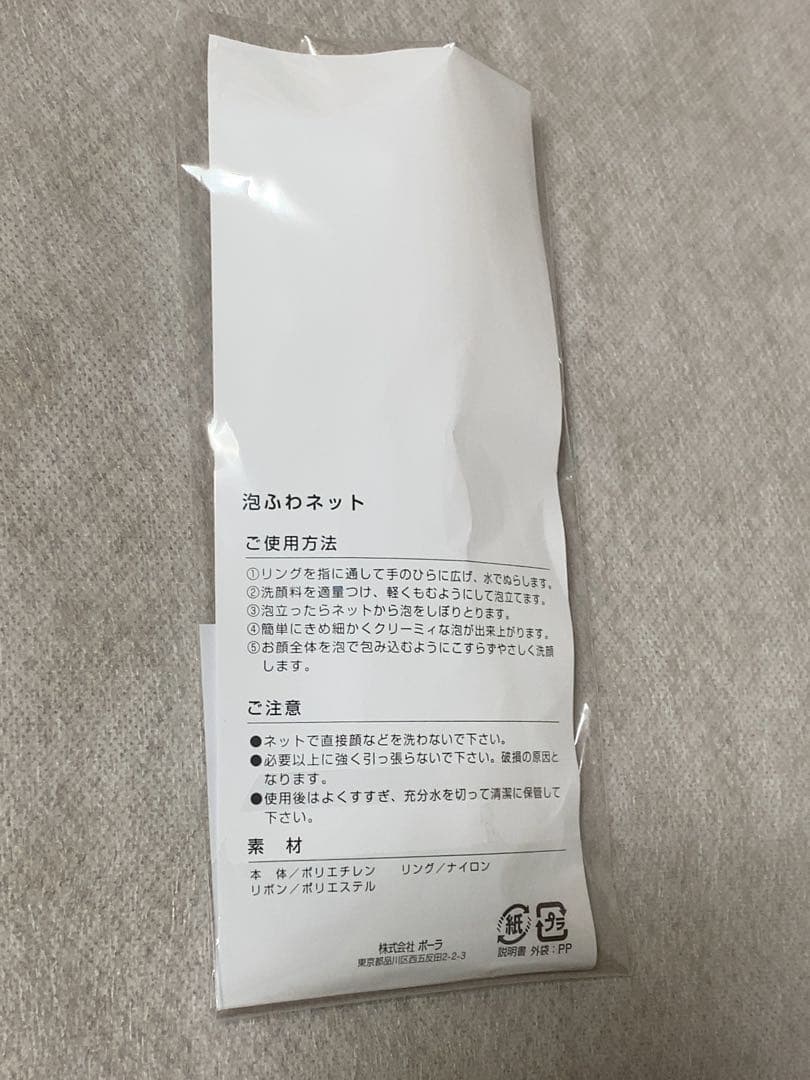 泡ふわネット
ご使用方法
①リングを指に通して手のひらに広げ、水でぬらします。
②洗顔料を適量つけ、軽くもむようにして泡立てます。
③泡立ったらネットから泡をしぼりとります。
④簡単にきめ細かくクリーミィな泡が出来上がります。
⑤お顔全体を泡で包み込むようにこすらずやさしく洗顔
します。
ご注意
●ネットで直接顔などを洗わないで下さい。
●必要以上に強く引っ張らないで下さい。破損の原因と
なります。
●使用後はよくすすぎ、充分水を切って清潔に保管して
下さい。
素 材
本 体／ポリエチレン リング／ナイロン
リボン／ポリエステル
紙 プラ
説明書 外袋：PP
株式会社 ポーラ
東京都品川区西五反田2-2-3